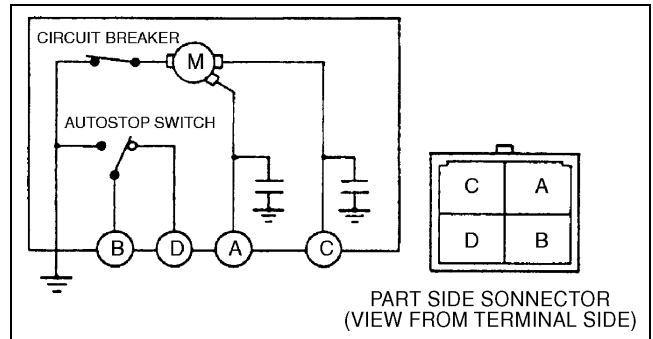 CIRCUIT BREAKER
M
AUTOSTOP SWITCH
B D A C
C A
D B
PART SIDE SONNECTOR
(VIEW FROM TERMINAL SIDE)